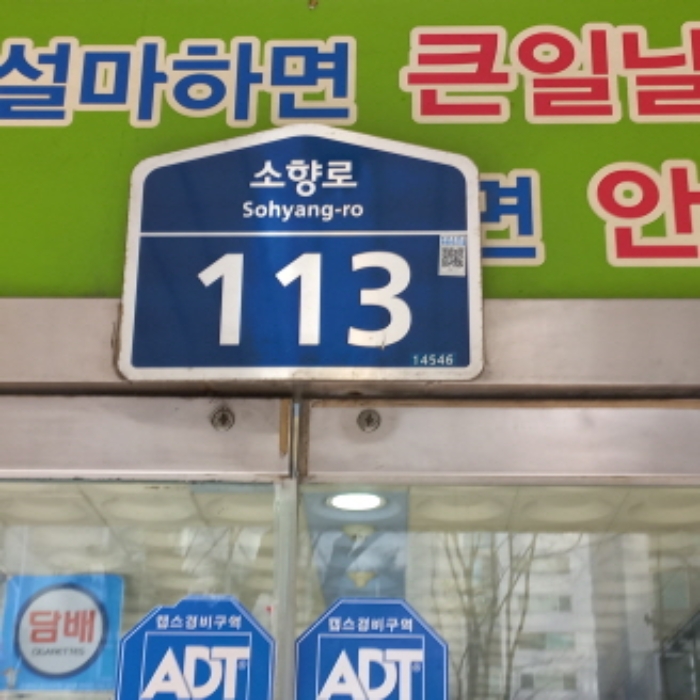 설마하면 큰일날
면 안
소향로
Sohyang-ro
113
14546
담배
CIGARETTES
캡스경비구역
ADT
캡스경비구역
ADT